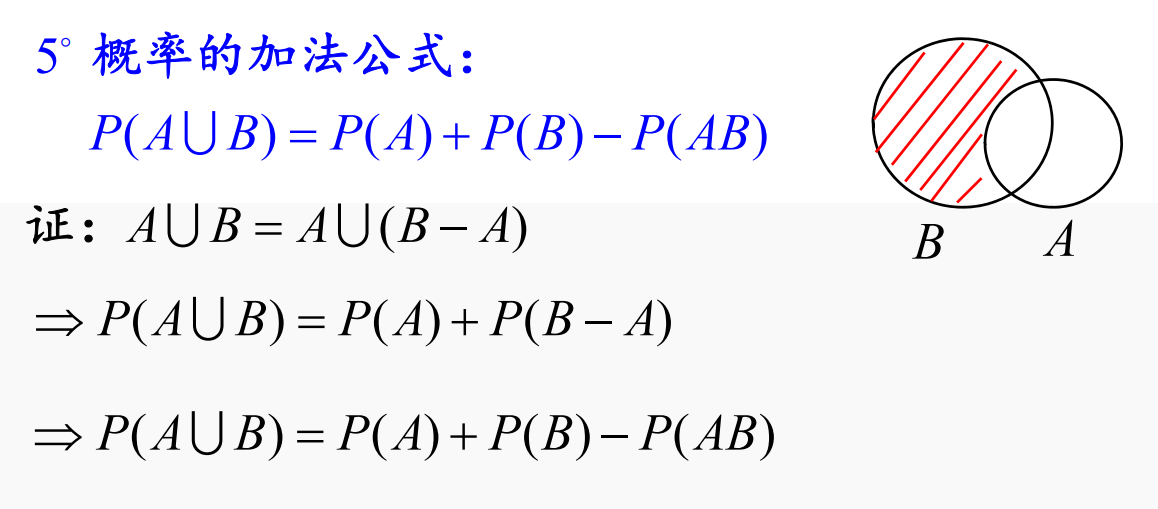 5° 概率的加法公式：
P(A⋃B) = P(A) + P(B) − P(AB)
证：A⋃B = A⋃(B − A)
⇒ P(A⋃B) = P(A) + P(B − A)
⇒ P(A⋃B) = P(A) + P(B) − P(AB)
B A